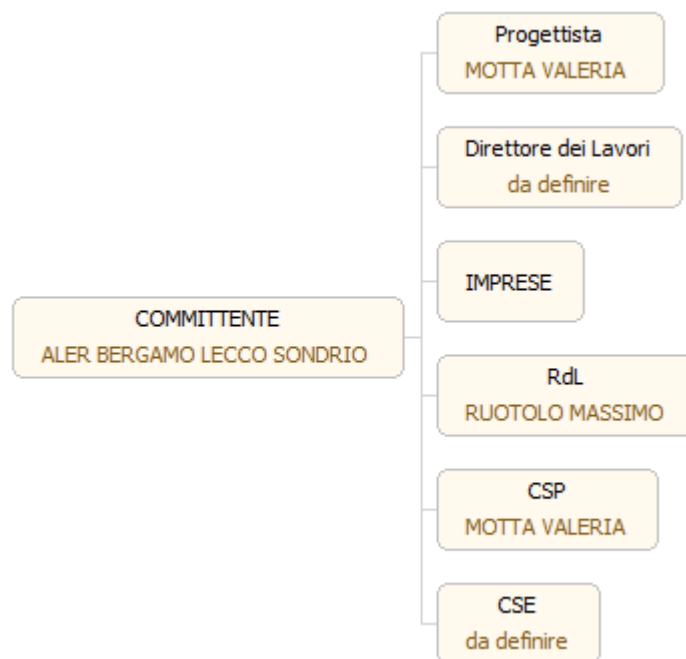 Progettista
MOTTA VALERIA
Direttore dei Lavori
da definire
IMPRESE
COMMITTENTE
ALER BERGAMO LECCO SONDRIO
RdL
RUOTOLO MASSIMO
CSP
MOTTA VALERIA
CSE
da definire